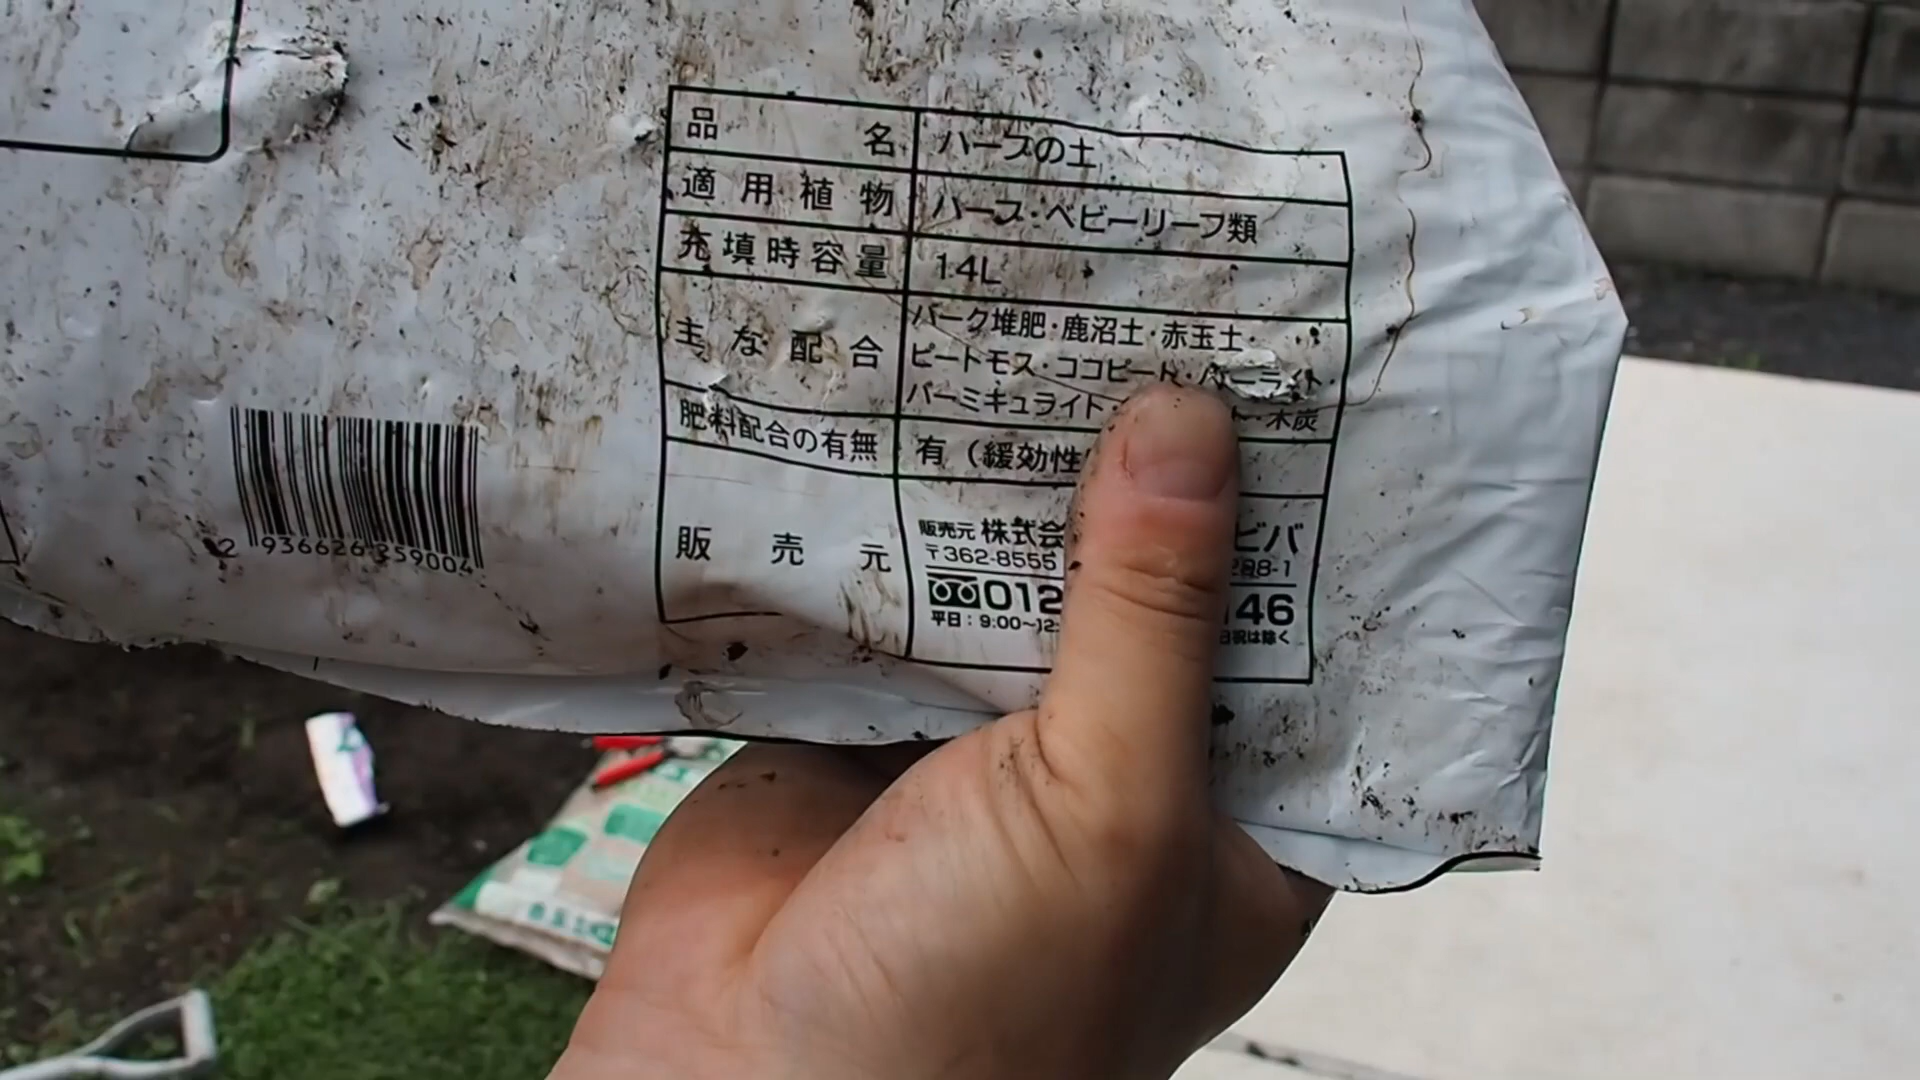 品 名 ハーブの土
適用植物 ハーブ・ベビーリーフ類
充填時容量 14L
主な配合 バーク堆肥・鹿沼土・赤玉土・
ピートモス・ココピート・パーライト・
バーミキュライト・ ト・木炭
肥料配合の有無 有（緩効性
販売元 販売元 株式会 ビバ
〒362-8555 8-1
012 146
平日：9:00〜12: 日祝は除く
2 936626 359004